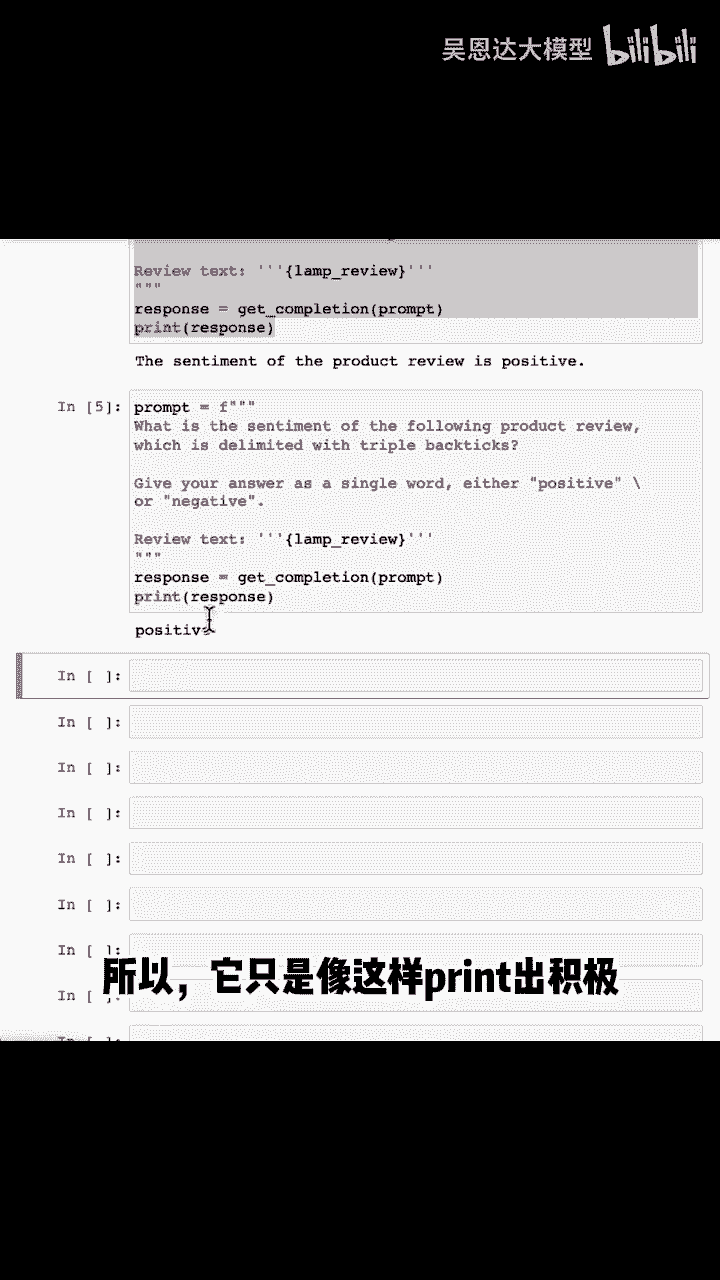 吴恩达大模型 bilibili
Review text: '''{lamp_review}'''
"""
response = get_completion(prompt)
print(response)
The sentiment of the product review is positive.
In [5]: prompt = f"""
What is the sentiment of the following product review,
which is delimited with triple backticks?
Give your answer as a single word, either "positive" \
or "negative".
Review text: '''{lamp_review}'''
"""
response = get_completion(prompt)
print(response)
positive
In [ ]:
In [ ]:
In [ ]:
In [ ]:
In [ ]:
In [ ]:
In [ ]:
所以，它只是像这样print出积极
In [ ]:
In [ ]: